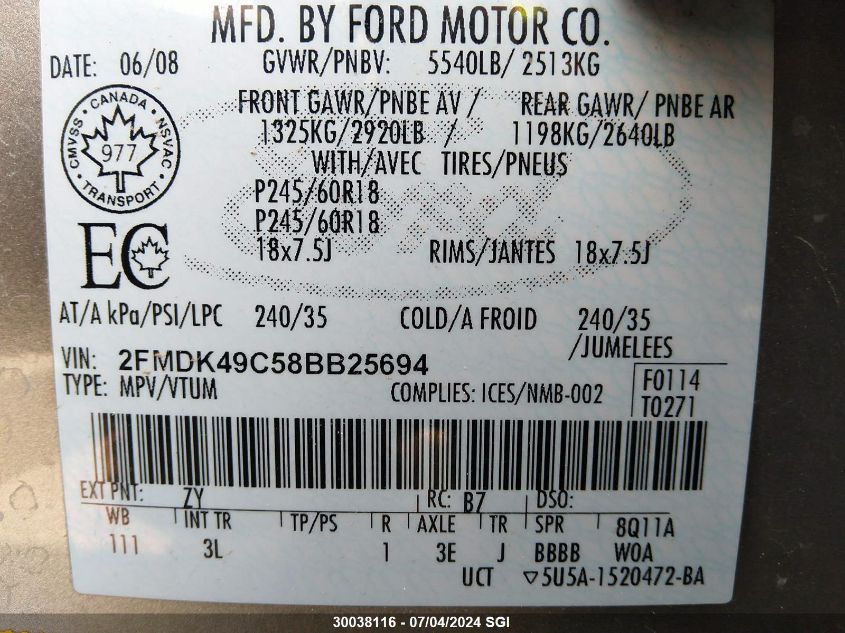 MFD. BY FORD MOTOR CO.
DATE: 06/08 GVWR/PNBV: 5540LB/ 2513KG
FRONT GAWR/PNBE AV / REAR GAWR/ PNBE AR
1325KG/2920LB / 1198KG/2640LB
WITH/AVEC TIRES/PNEUS
CMVSS • CANADA • NSVAC • TRANSPORT •
977
P245/60R18
P245/60R18
18x7.5J RIMS/JANTES 18x7.5J
EC
AT/A kPa/PSI/LPC 240/35 COLD/A FROID 240/35
/JUMELEES
VIN: 2FMDK49C58BB25694
TYPE: MPV/VTUM COMPLIES: ICES/NMB-002
F0114
T0271
EXT PNT: ZY RC: B7 DSO:
WB INT TR TP/PS R AXLE TR SPR 8Q11A
111 3L 1 3E J BBBB WOA
UCT ▽5U5A-1520472-BA
30038116 - 07/04/2024 SGI